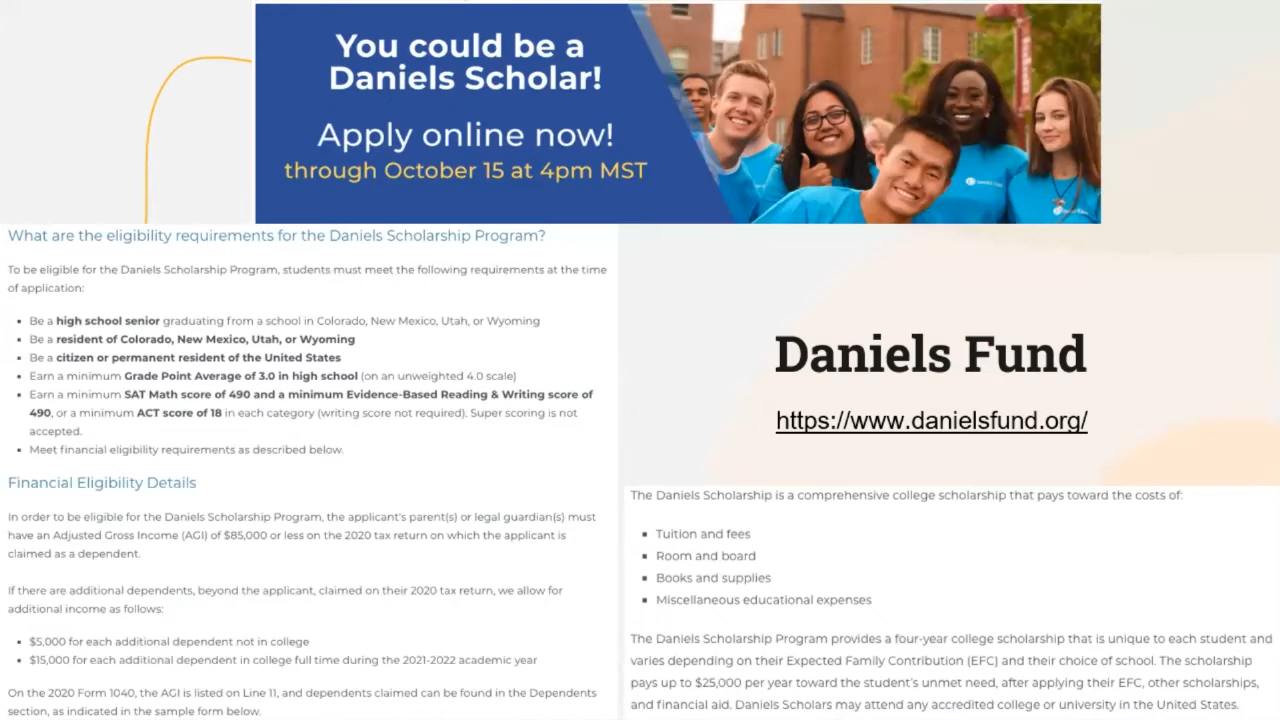 You could be a
Daniels Scholar!
Apply online now!
through October 15 at 4pm MST
What are the eligibility requirements for the Daniels Scholarship Program?
To be eligible for the Daniels Scholarship Program, students must meet the following requirements at the time
of application:
Be a high school senior graduating from a school in Colorado, New Mexico, Utah, or Wyoming
Be a resident of Colorado, New Mexico, Utah, or Wyoming
Be a citizen or permanent resident of the United States
Earn a minimum Grade Point Average of 3.0 in high school (on an unweighted 4.0 scale)
Earn a minimum SAT Math score of 490 and a minimum Evidence-Based Reading & Writing score of
490, or a minimum ACT score of 18 in each category (writing score not required). Super scoring is not
accepted.
Meet financial eligibility requirements as described below.
Financial Eligibility Details
In order to be eligible for the Daniels Scholarship Program, the applicant's parent(s) or legal guardian(s) must
have an Adjusted Gross Income (AGI) of $85,000 or less on the 2020 tax return on which the applicant is
claimed as a dependent.
If there are additional dependents, beyond the applicant, claimed on their 2020 tax return, we allow for
additional income as follows:
$5,000 for each additional dependent not in college
$15,000 for each additional dependent in college full time during the 2021-2022 academic year
On the 2020 Form 1040, the AGI is listed on Line 11, and dependents claimed can be found in the Dependents
section, as indicated in the sample form below.
Daniels Fund
https://www.danielsfund.org/
The Daniels Scholarship is a comprehensive college scholarship that pays toward the costs of:
Tuition and fees
Room and board
Books and supplies
Miscellaneous educational expenses
The Daniels Scholarship Program provides a four-year college scholarship that is unique to each student and
varies depending on their Expected Family Contribution (EFC) and their choice of school. The scholarship
pays up to $25,000 per year toward the student's unmet need, after applying their EFC, other scholarships,
and financial aid. Daniels Scholars may attend any accredited college or university in the United States.